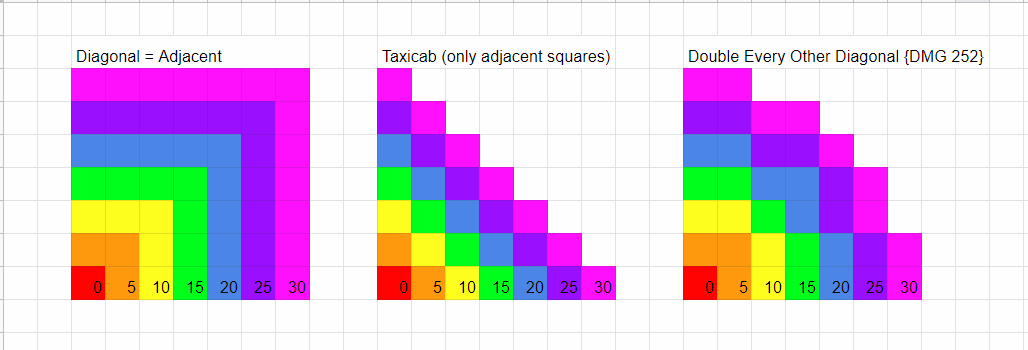 Diagonal = Adjacent
Taxicab (only adjacent squares)
Double Every Other Diagonal {DMG 252}
0 5 10 15 20 25 30
0 5 10 15 20 25 30
0 5 10 15 20 25 30